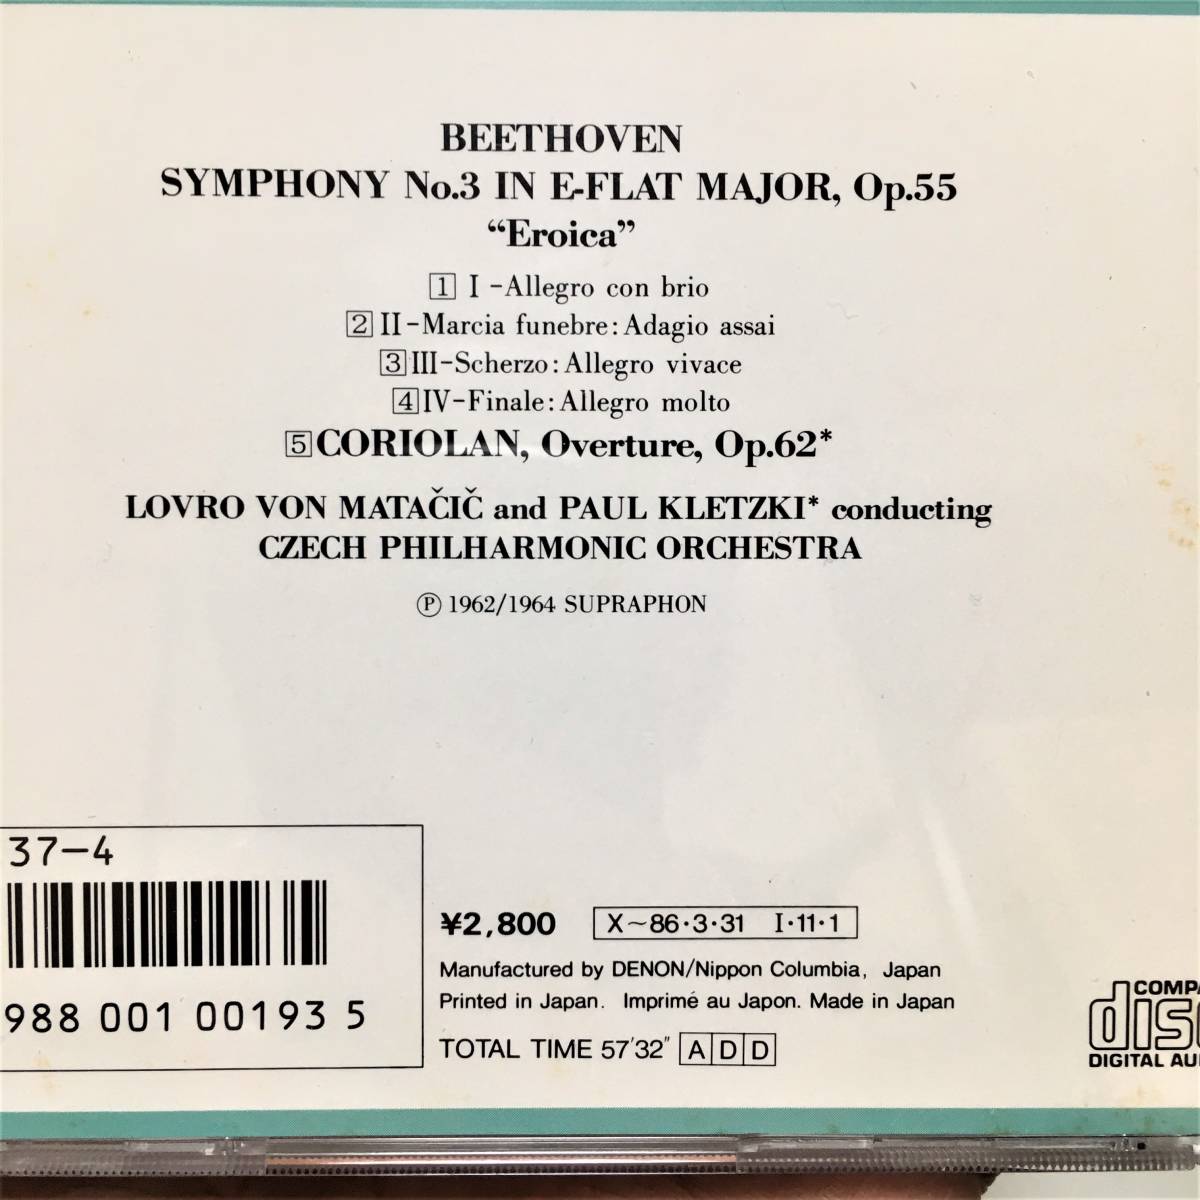 BEETHOVEN
SYMPHONY No.3 IN E-FLAT MAJOR, Op.55
“Eroica”
1 I-Allegro con brio
2 II-Marcia funebre: Adagio assai
3 III-Scherzo: Allegro vivace
4 IV-Finale: Allegro molto
5 CORIOLAN, Overture, Op.62*
LOVRO VON MATAČIČ and PAUL KLETZKI* conducting
CZECH PHILHARMONIC ORCHESTRA
Ⓟ 1962/1964 SUPRAPHON
37-4
988 001 00193 5
¥2,800 X~86・3・31 I・11・1
Manufactured by DENON/Nippon Columbia, Japan
Printed in Japan. Imprimé au Japon. Made in Japan
TOTAL TIME 57'32" A D D
COMPA
disc
DIGITAL AU